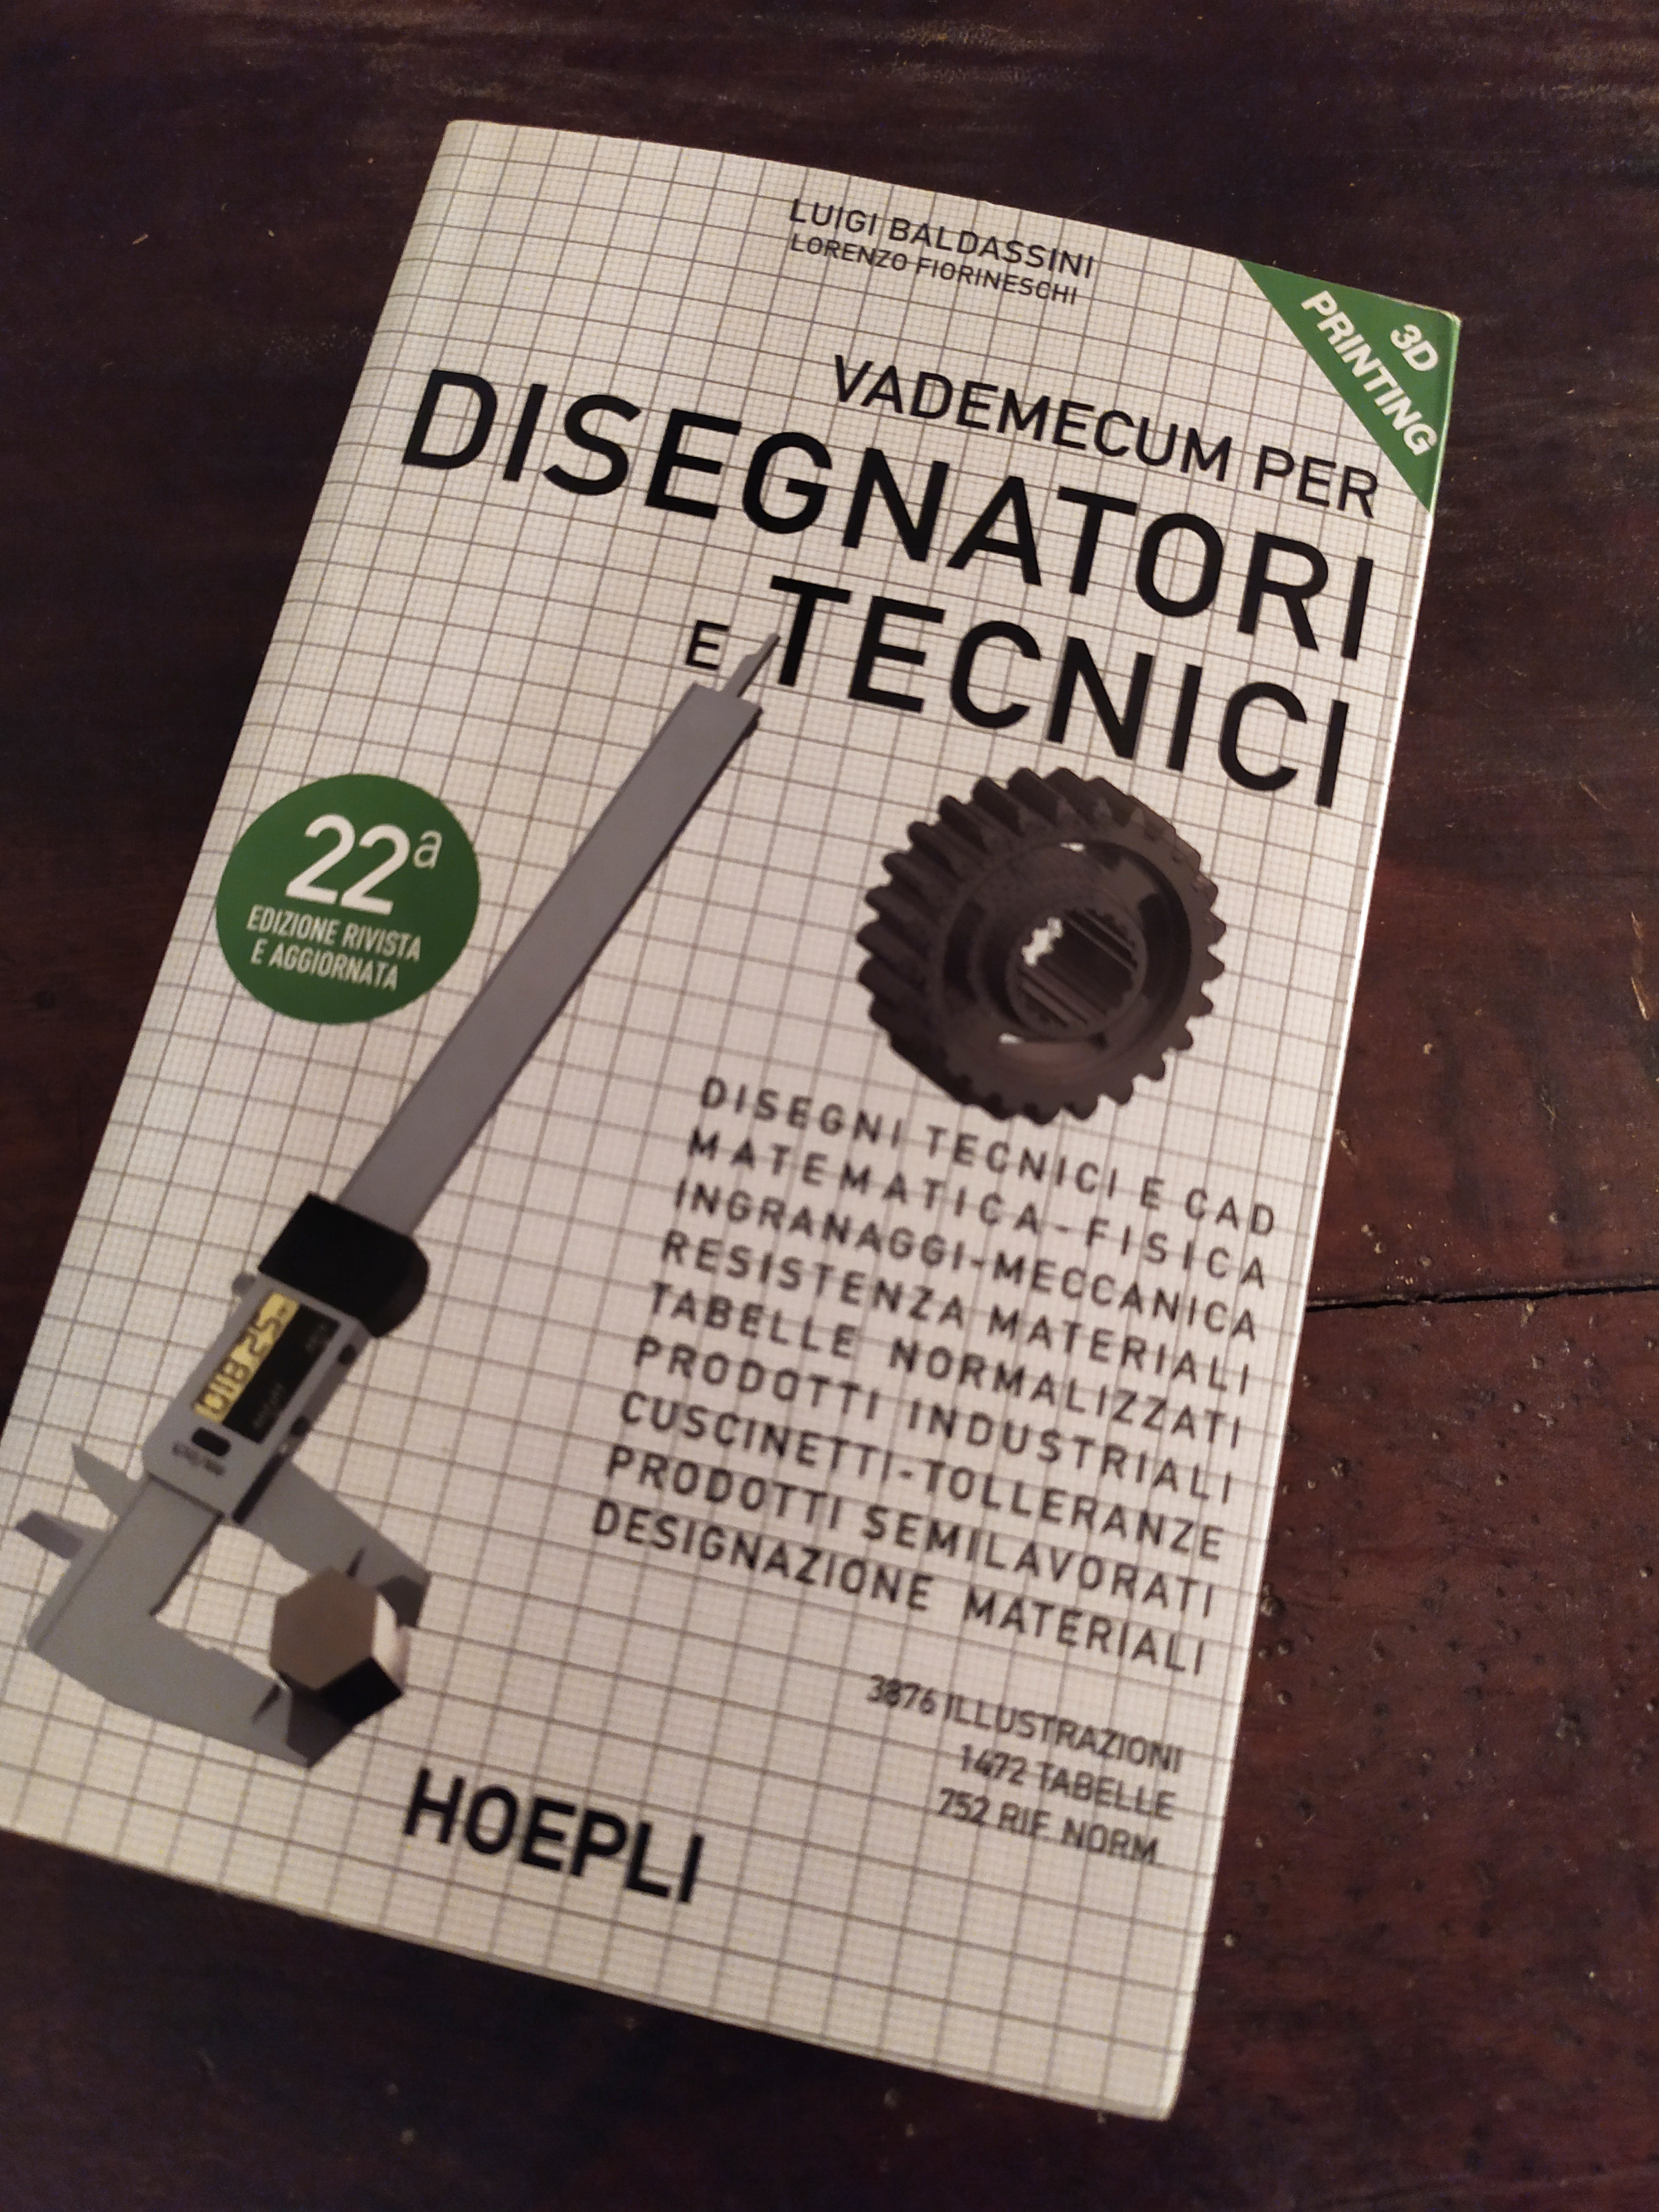 LUIGI BALDASSINI
LORENZO FIORINESCHI
3D
PRINTING
VADEMECUM PER
DISEGNATORI
E TECNICI
22a
EDIZIONE RIVISTA
E AGGIORNATA
DISEGNI TECNICI E CAD
MATEMATICA-FISICA
INGRANAGGI-MECCANICA
RESISTENZA MATERIALI
TABELLE NORMALIZZATI
PRODOTTI INDUSTRIALI
CUSCINETTI-TOLLERANZE
PRODOTTI SEMILAVORATI
DESIGNAZIONE MATERIALI
3876 ILLUSTRAZIONI
1472 TABELLE
752 RIF. NORM.
HOEPLI